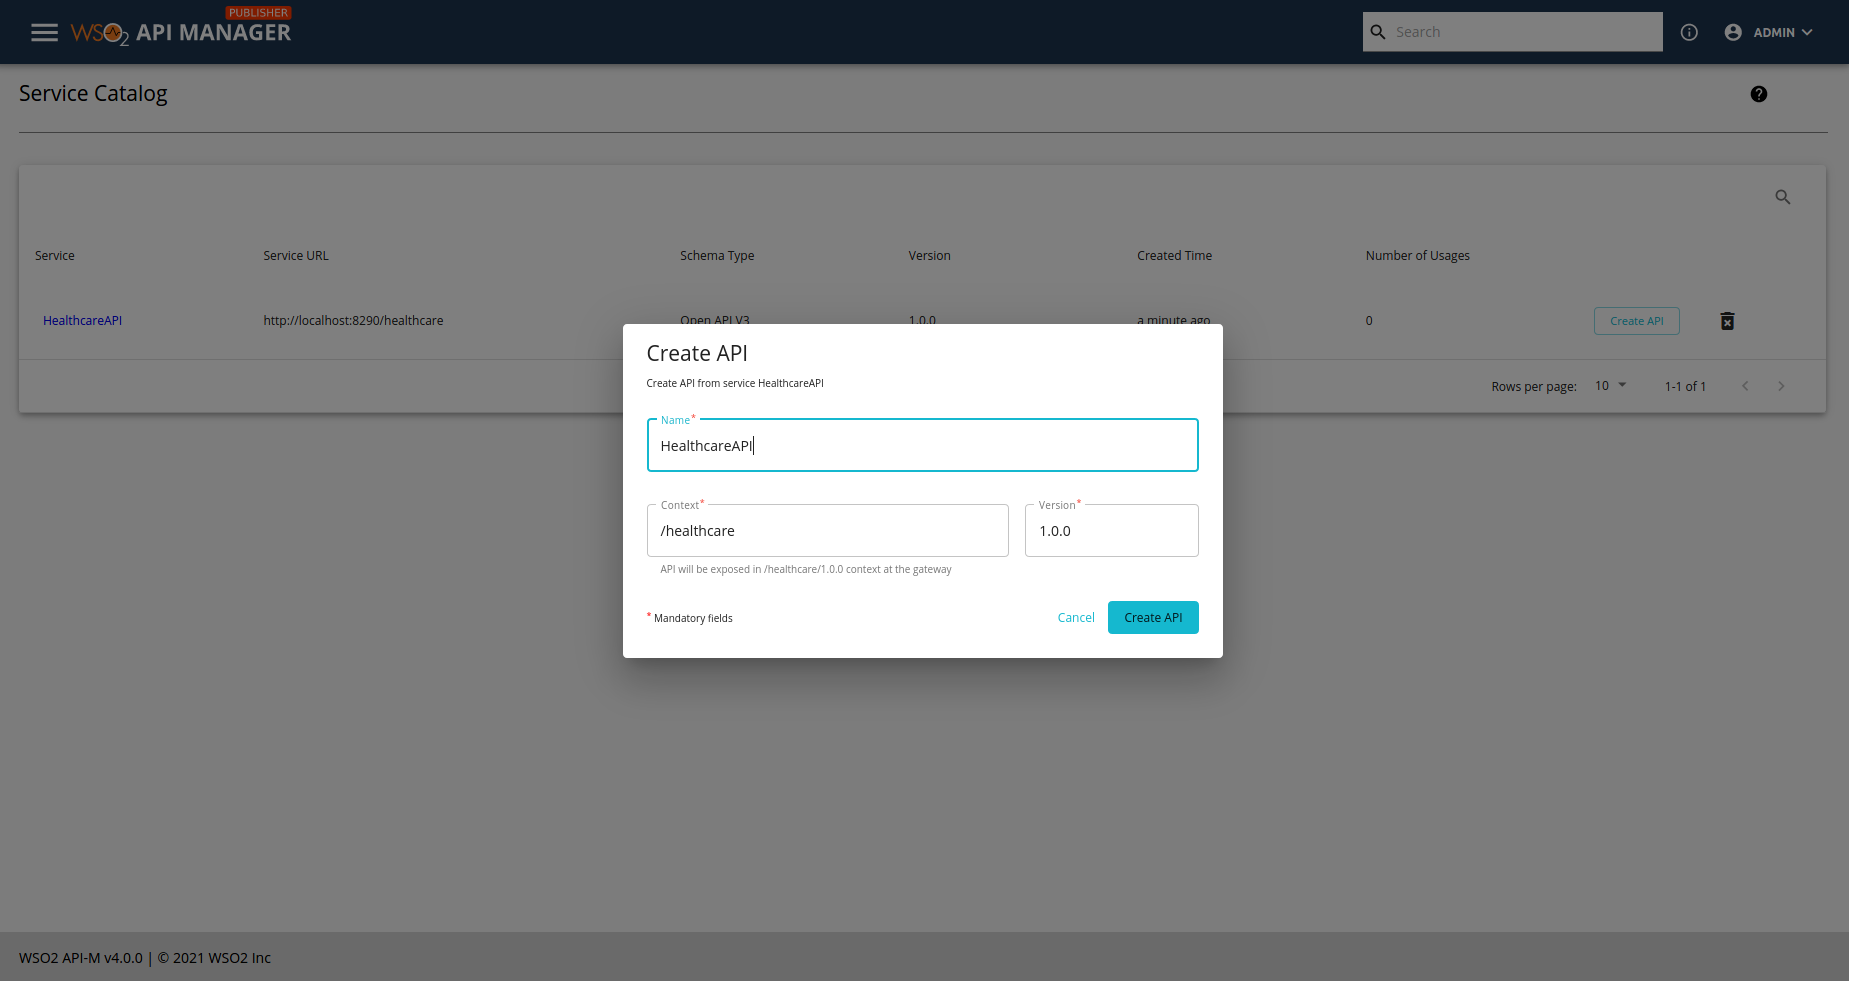 PUBLISHER
WSO2 API MANAGER
Search
ADMIN
Service Catalog
Service Service URL Schema Type Version Created Time Number of Usages
HealthcareAPI http://localhost:8290/healthcare Open API V3 1.0.0 a minute ago 0 Create API
Rows per page: 10 1-1 of 1
Create API
Create API from service HealthcareAPI
Name*
HealthcareAPI
Context* Version*
/healthcare 1.0.0
API will be exposed in /healthcare/1.0.0 context at the gateway
* Mandatory fields Cancel Create API
WSO2 API-M v4.0.0 | © 2021 WSO2 Inc